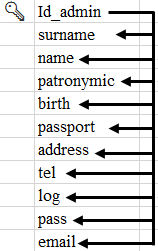 Id_admin
surname
name
patronymic
birth
passport
address
tel
log
pass
email